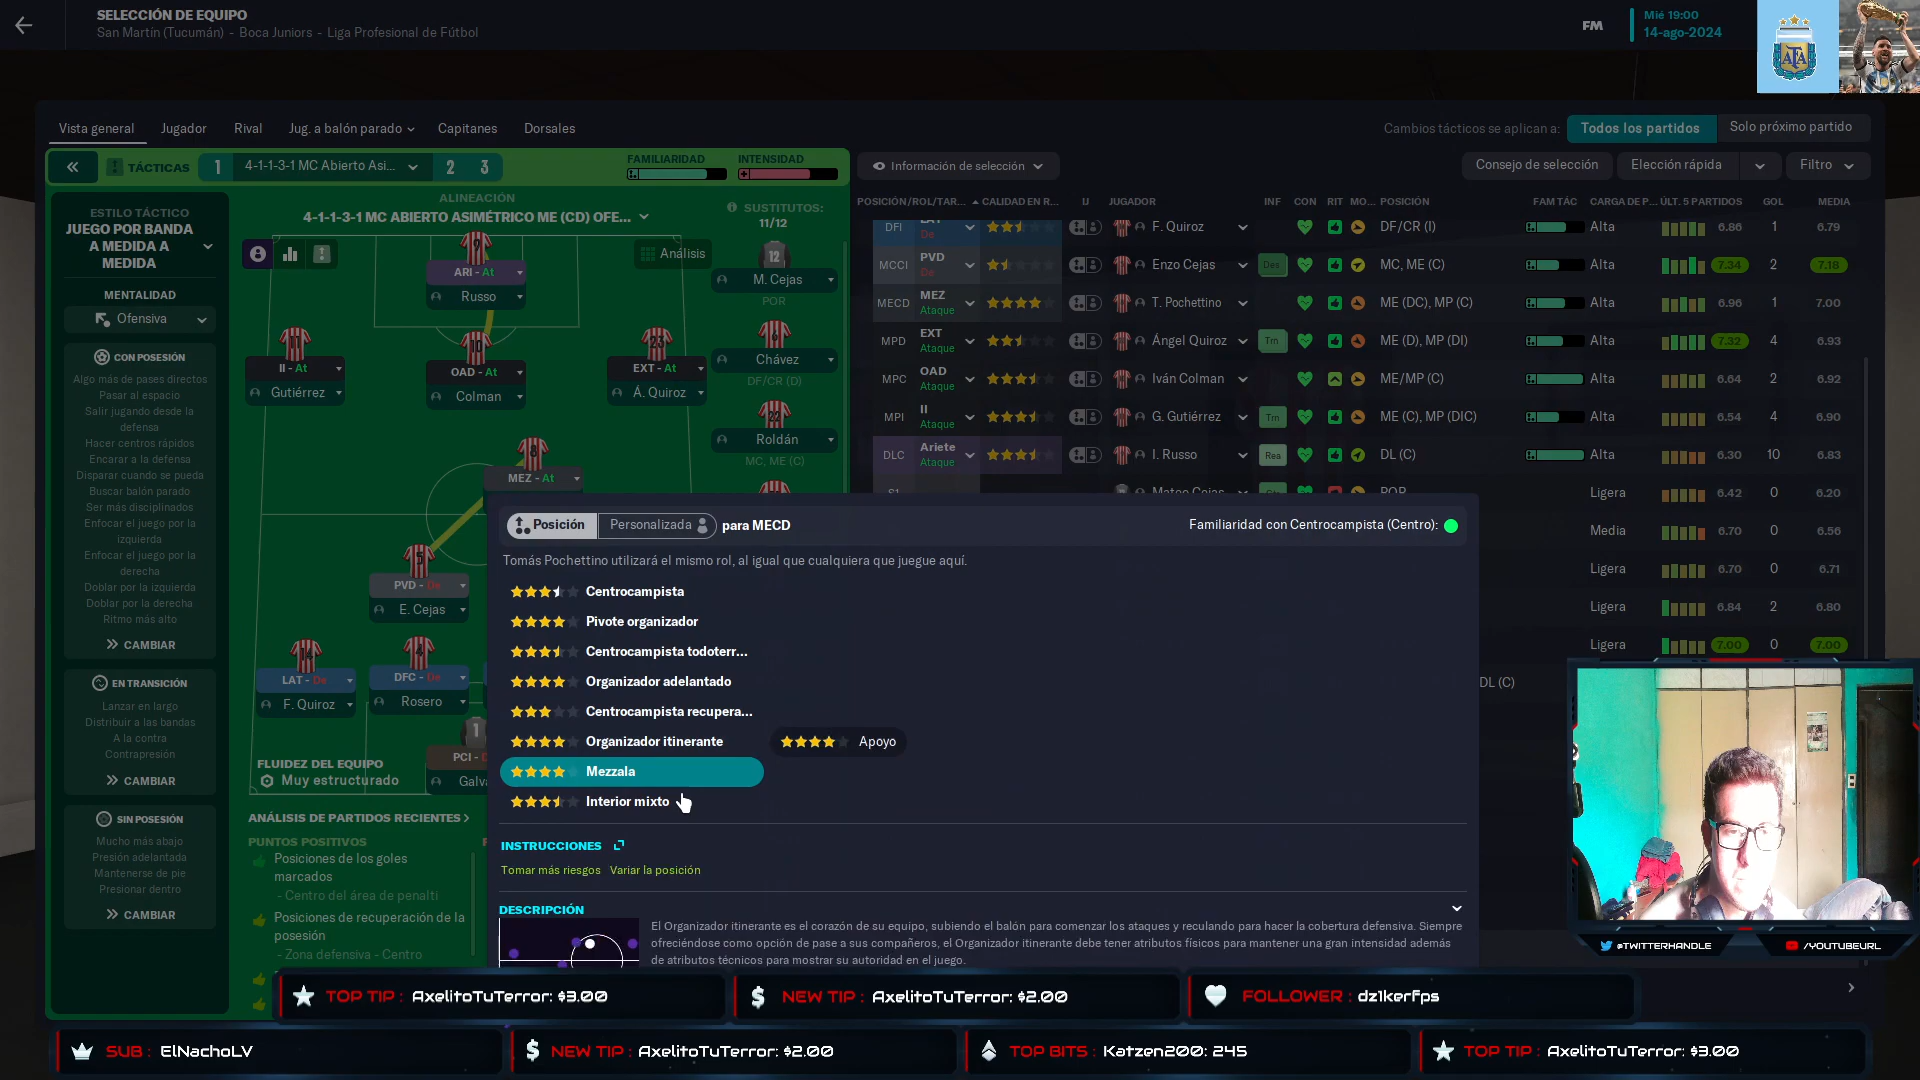 SELECCIÓN DE EQUIPO
San Martín (Tucumán) - Boca Juniors - Liga Profesional de Fútbol
FM
Mié 19:00
14-ago-2024
Vista general
Jugador
Rival
Jug. a balón parado
Capitanes
Dorsales
Cambios tácticos se aplican a:
Todos los partidos
Solo próximo partido
TÁCTICAS
1
4-1-1-3-1 MC Abierto Asi...
2
3
FAMILIARIDAD
INTENSIDAD
Información de selección
Consejo de selección
Elección rápida
Filtro
ESTILO TÁCTICO
JUEGO POR BANDA
A MEDIDA A
MEDIDA
MENTALIDAD
Ofensiva
CON POSESIÓN
Algo más de pases directos
Pasar al espacio
Salir jugando desde la
defensa
Hacer centros rápidos
Encarar a la defensa
Disparar cuando se pueda
Buscar balón parado
Ser más disciplinados
Enfocar el juego por la
izquierda
Enfocar el juego por la
derecha
Doblar por la izquierda
Doblar por la derecha
Ritmo más alto
CAMBIAR
EN TRANSICIÓN
Lanzar en largo
Distribuir a las bandas
A la contra
Contrapresión
CAMBIAR
SIN POSESIÓN
Mucho más abajo
Presión adelantada
Mantenerse de pie
Presionar dentro
CAMBIAR
ALINEACIÓN
4-1-1-3-1 MC ABIERTO ASIMÉTRICO ME (CD) OFE...
Análisis
ARI - At
Russo
II - At
Gutiérrez
OAD - At
Colman
EXT - At
Á. Quiroz
MEZ - At
PVD - De
E. Cejas
LAT - De
F. Quiroz
DFC - De
Rosero
PCI -
Galv
FLUIDEZ DEL EQUIPO
Muy estructurado
ANÁLISIS DE PARTIDOS RECIENTES >
PUNTOS POSITIVOS
Posiciones de los goles
marcados
- Centro del área de penalti
Posiciones de recuperación de la
posesión
- Zona defensiva - Centro
SUSTITUTOS:
11/12
12
M. Cejas
POR
Chávez
DF/CR (D)
Roldán
MC, ME (C)
POSICIÓN/ROL/TAR...
CALIDAD EN R...
IJ
JUGADOR
INF
CON
RIT
MO...
POSICIÓN
FAM TÁC
CARGA DE P...
ÚLT. 5 PARTIDOS
GOL
MEDIA
DFI LAT De F. Quiroz DF/CR (I) Alta 6.86 1 6.79
MCCI PVD De Enzo Cejas Des MC, ME (C) Alta 7.34 2 7.18
MECD MEZ Ataque T. Pochettino ME (DC), MP (C) Alta 6.96 1 7.00
MPD EXT Ataque Ángel Quiroz Trn ME (D), MP (DI) Alta 7.32 4 6.93
MPC OAD Ataque Iván Colman ME/MP (C) Alta 6.64 2 6.92
MPI II Ataque G. Gutiérrez Trn ME (C), MP (DIC) Alta 6.54 4 6.90
DLC Ariete Ataque I. Russo Rea DL (C) Alta 6.30 10 6.83
S1 Mateo Cejas POR Ligera 6.42 0 6.20
Media 6.70 0 6.56
Ligera 6.70 0 6.71
Ligera 6.84 2 6.80
Ligera 7.00 0 7.00
DL (C)
Posición
Personalizada
para MECD
Familiaridad con Centrocampista (Centro):
Tomás Pochettino utilizará el mismo rol, al igual que cualquiera que juegue aquí.
Centrocampista
Pivote organizador
Centrocampista todoterr...
Organizador adelantado
Centrocampista recupera...
Organizador itinerante
Apoyo
Mezzala
Interior mixto
INSTRUCCIONES
Tomar más riesgos Variar la posición
DESCRIPCIÓN
El Organizador itinerante es el corazón de su equipo, subiendo el balón para comenzar los ataques y reculando para hacer la cobertura defensiva. Siempre
ofreciéndose como opción de pase a sus compañeros, el Organizador itinerante debe tener atributos físicos para mantener una gran intensidad además
de atributos técnicos para mostrar su autoridad en el juego.
@TWITTERHANDLE
/YOUTUBEURL
TOP TIP : AxelitoTuTerror: $3.00
NEW TIP : AxelitoTuTerror: $2.00
FOLLOWER : dz1kerfps
SUB : ElNachoLV
NEW TIP : AxelitoTuTerror: $2.00
TOP BITS : Katzen200: 245
TOP TIP : AxelitoTuTerror: $3.00